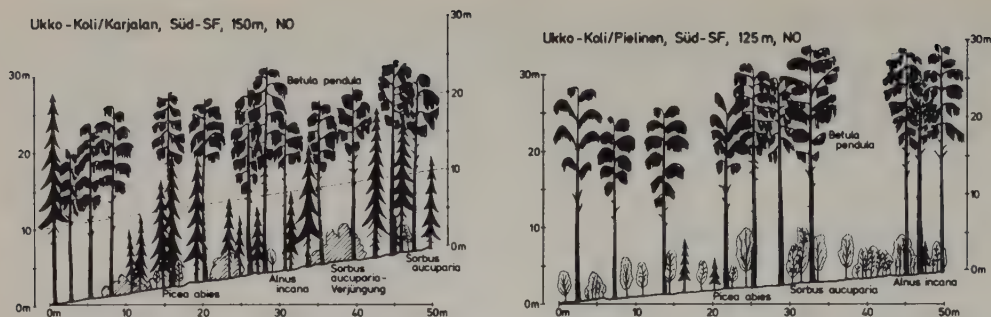 Ukko-Koli/Karjalan, Süd-SF, 150m, NO
30m
20
10
0m
30m
20
10
0m
Betula pendula
Picea abies
Alnus
incana
Sorbus
aucuparia-
Verjüngung
Sorbus
aucuparia
0m
10
20
30
40
50m
Ukko-Koli/Pielinen, Süd-SF, 125m, NO
30m
20
10
0m
30m
20
10
0m
Betula
pendula
Picea abies
Sorbus aucuparia
Alnus incana
0m
10
20
30
40
50m